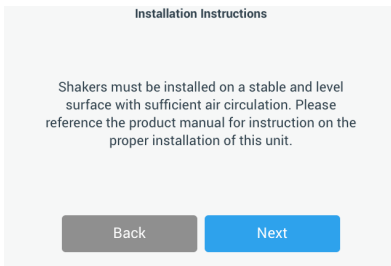 Installation Instructions
Shakers must be installed on a stable and level
surface with sufficient air circulation. Please
reference the product manual for instruction on the
proper installation of this unit.
Back
Next